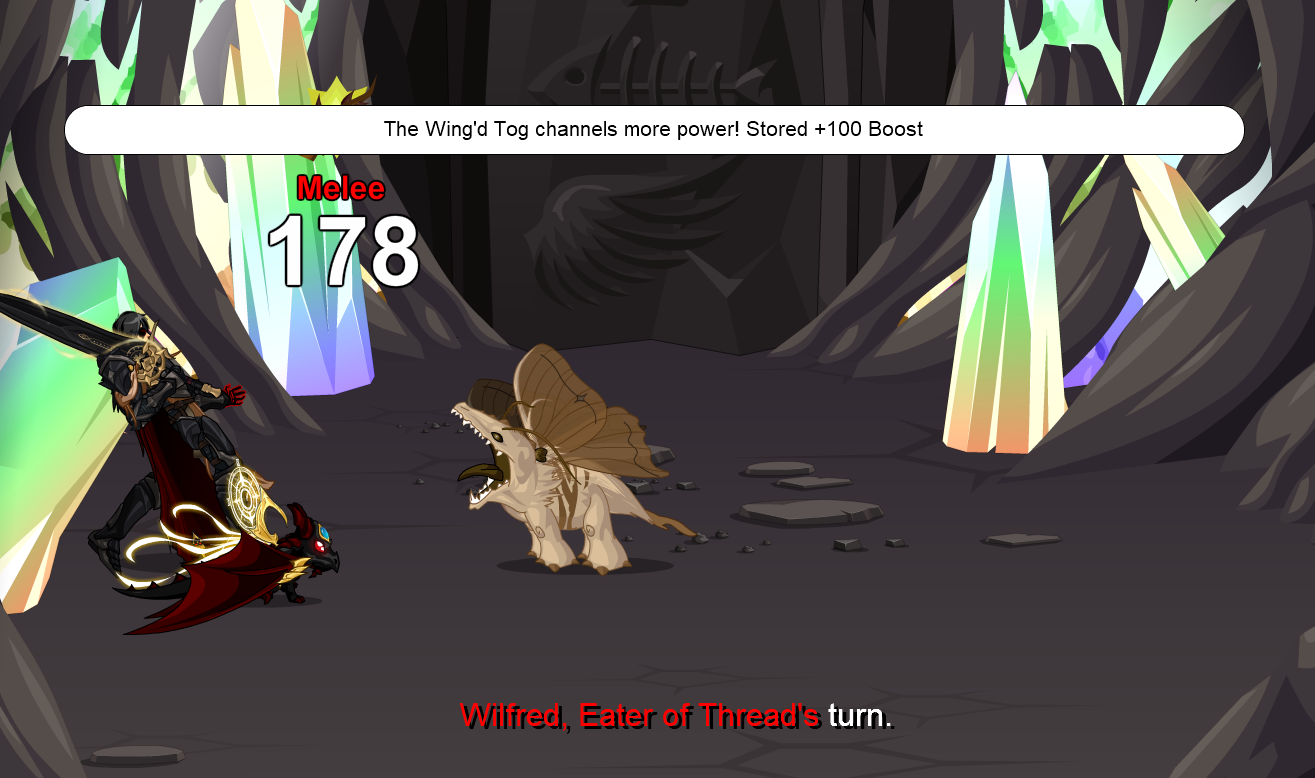 The Wing'd Tog channels more power! Stored +100 Boost
Melee
178
Wilfred, Eater of Thread's turn.